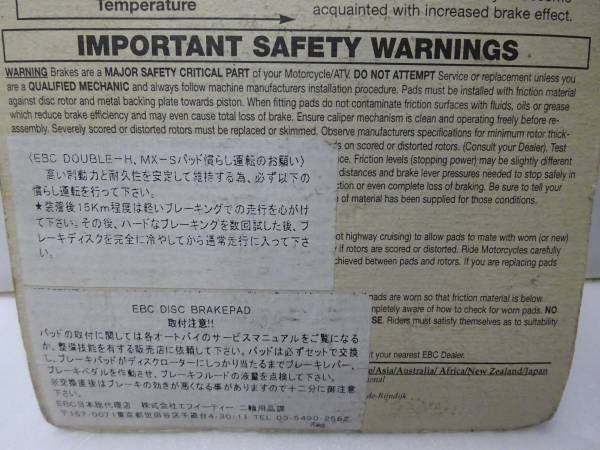 Temperature
acquainted with increased brake effect.
IMPORTANT SAFETY WARNINGS
WARNING Brakes are a MAJOR SAFETY CRITICAL PART of your Motorcycle/ATV. DO NOT ATTEMPT Service or replacement unless you
are a QUALIFIED MECHANIC and always follow machine manufacturers installation procedure. Pads must be installed with friction material
against disc rotor and metal backing plate towards piston. When fitting pads do not contaminate friction surfaces with fluids, oils or grease
which reduce brake efficiency and may even cause total loss of brake. Ensure caliper mechanism is clean and operating freely before re-
assembly. Severely scored or distorted rotors must be replaced or skimmed. Observe manufacturers specifications for minimum rotor thick-
on scored or distorted rotors. (Consult your Dealer). Test
Friction levels (stopping power) may be slightly different
distances and brake lever pressures needed to stop safely in
or even complete loss of braking. Be sure to tell your
of material has been supplied for those conditions.
(EBC DOUBLE-H、MX-Sパッド慣らし運転のお願い)
高い制動力と耐久性を安定して維持する為、必ず以下の
慣らし運転を行って下さい。
★装着後15Km程度は軽いブレーキングでの走行を心がけ
て下さい。その後、ハードなブレーキングを数回試した後、ブ
レーキディスクを完全に冷やしてから通常走行に入って下さ
い。
highway cruising) to allow pads to mate with worn (or new)
if rotors are scored or distorted. Ride Motorcycles carefully
between pads and rotors. If you are replacing pads
pads are worn so that friction material is below
aware of how to check for worn pads. NO
Riders must satisfy themselves as to suitability
your nearest EBC Dealer.
/Asia/Australia/ Africa/New Zealand/Japan
EBC DISC BRAKEPAD
取付注意!!
パッドの取付に関しては各オートバイのサービスマニュアルをご覧になる
か、整備技能を有する販売店に依頼して下さい。パッドは必ずセットで交換
し、ブレーキパッドがディスクローターにしっかり当たるまでブレーキレバー、
ブレーキペダルを作動させ、ブレーキフルードの液量を点検して下さい。
※交換直後はブレーキの効きが悪くなる事がありますので十二分に御注意
下さい。
EBC日本総代理店 株式会社エフイーティー 二輪用品課
〒157-0071東京都世田谷区千歳台4-30-11 TEL 03-5490-2562